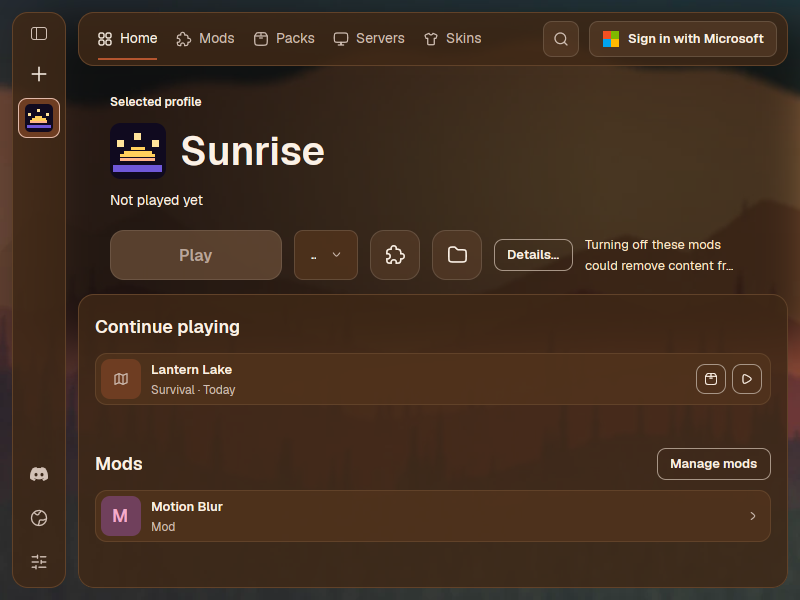 Home Mods Packs Servers Skins Sign in with Microsoft
Selected profile
Sunrise
Not played yet
Play
..
Details...
Turning off these mods
could remove content fr...
Continue playing
Lantern Lake
Survival · Today
Mods
Manage mods
M
Motion Blur
Mod